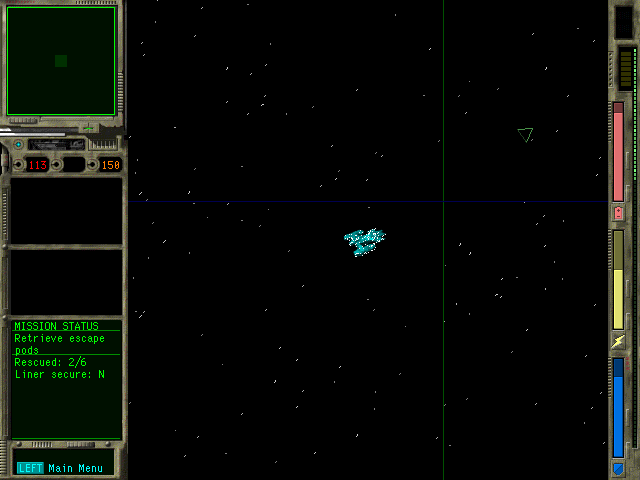 113 150
MISSION STATUS
Retrieve escape
pods
Rescued: 2/6
Liner secure: N
LEFT Main Menu